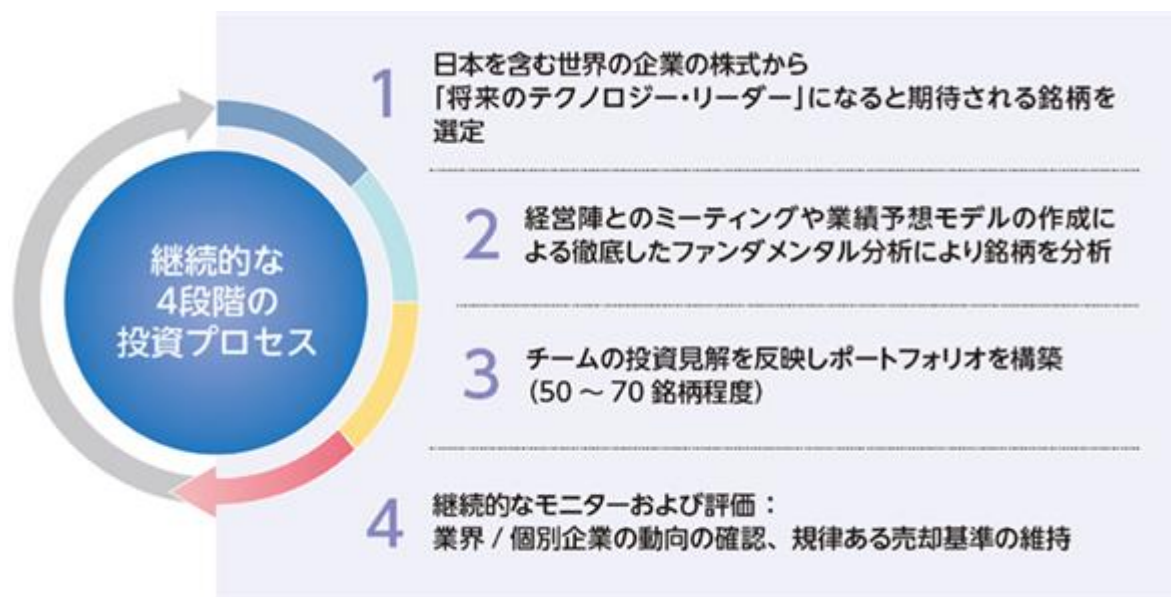 継続的な
4段階の
投資プロセス
1
日本を含む世界の企業の株式から
「将来のテクノロジー・リーダー」になると期待される銘柄を
選定
2
経営陣とのミーティングや業績予想モデルの作成に
よる徹底したファンダメンタル分析により銘柄を分析
3
チームの投資見解を反映しポートフォリオを構築
(50 ～ 70 銘柄程度)
4
継続的なモニターおよび評価：
業界 / 個別企業の動向の確認、規律ある売却基準の維持